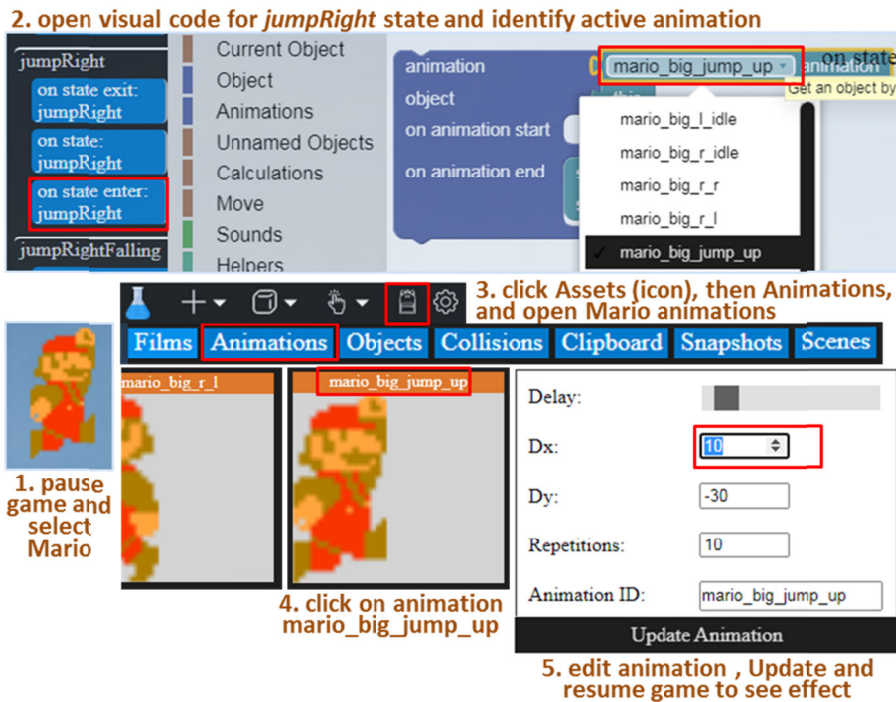 2. open visual code for jumpRight state and identify active animation
jumpRight
on state exit:
jumpRight
on state:
jumpRight
on state enter:
jumpRight
jumpRightFalling
Current Object
Object
Animations
Unnamed Objects
Calculations
Move
Sounds
Helpers
animation
object
on animation start
on animation end
mario_big_jump_up
animation
on state
Get an object by
mario_big_l_idle
mario_big_r_idle
mario_big_r_r
mario_big_r_l
✓ mario_big_jump_up
3. click Assets (icon), then Animations,
and open Mario animations
Films Animations Objects Collisions Clipboard Snapshots Scenes
1. pause
game and
select
Mario
mario_big_r_l
mario_big_jump_up
4. click on animation
mario_big_jump_up
Delay:
Dx: 10
Dy: -30
Repetitions: 10
Animation ID: mario_big_jump_up
Update Animation
5. edit animation , Update and
resume game to see effect